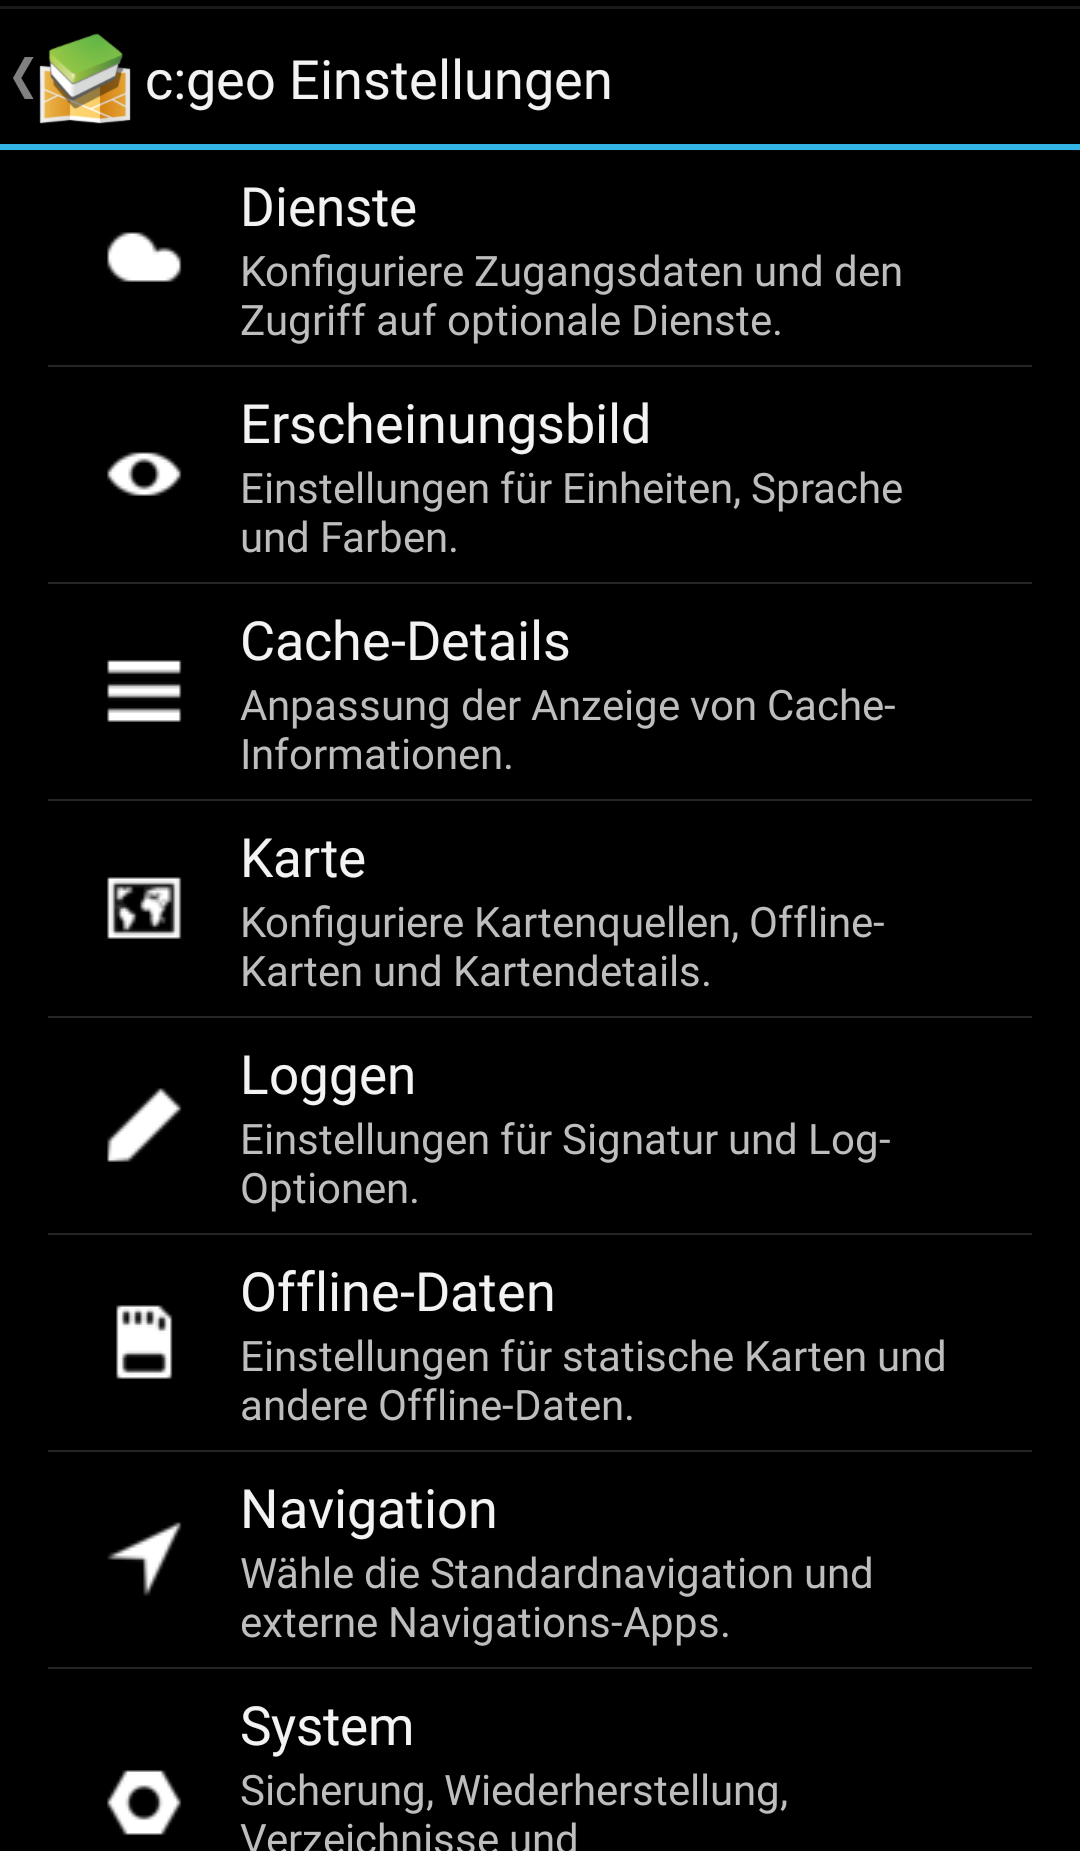 c:geo Einstellungen
Dienste
Konfiguriere Zugangsdaten und den
Zugriff auf optionale Dienste.
Erscheinungsbild
Einstellungen für Einheiten, Sprache
und Farben.
Cache-Details
Anpassung der Anzeige von Cache-
Informationen.
Karte
Konfiguriere Kartenquellen, Offline-
Karten und Kartendetails.
Loggen
Einstellungen für Signatur und Log-
Optionen.
Offline-Daten
Einstellungen für statische Karten und
andere Offline-Daten.
Navigation
Wähle die Standardnavigation und
externe Navigations-Apps.
System
Sicherung, Wiederherstellung,
Verzeichnisse und